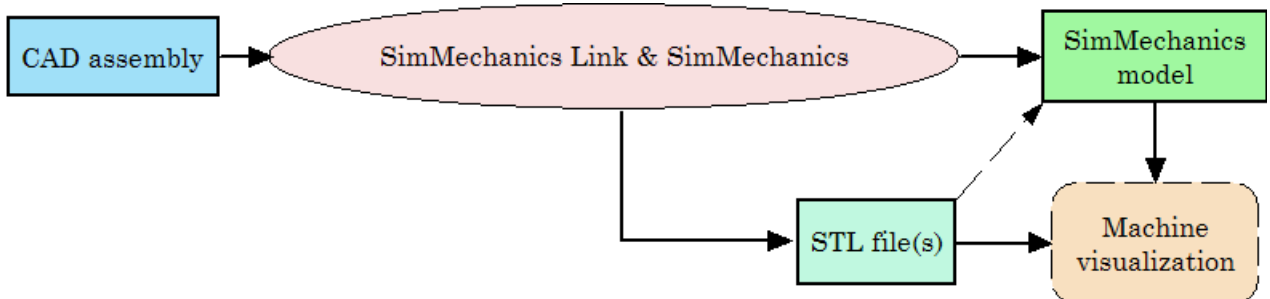 CAD assembly
SimMechanics Link & SimMechanics
SimMechanics
model
STL file(s)
Machine
visualization